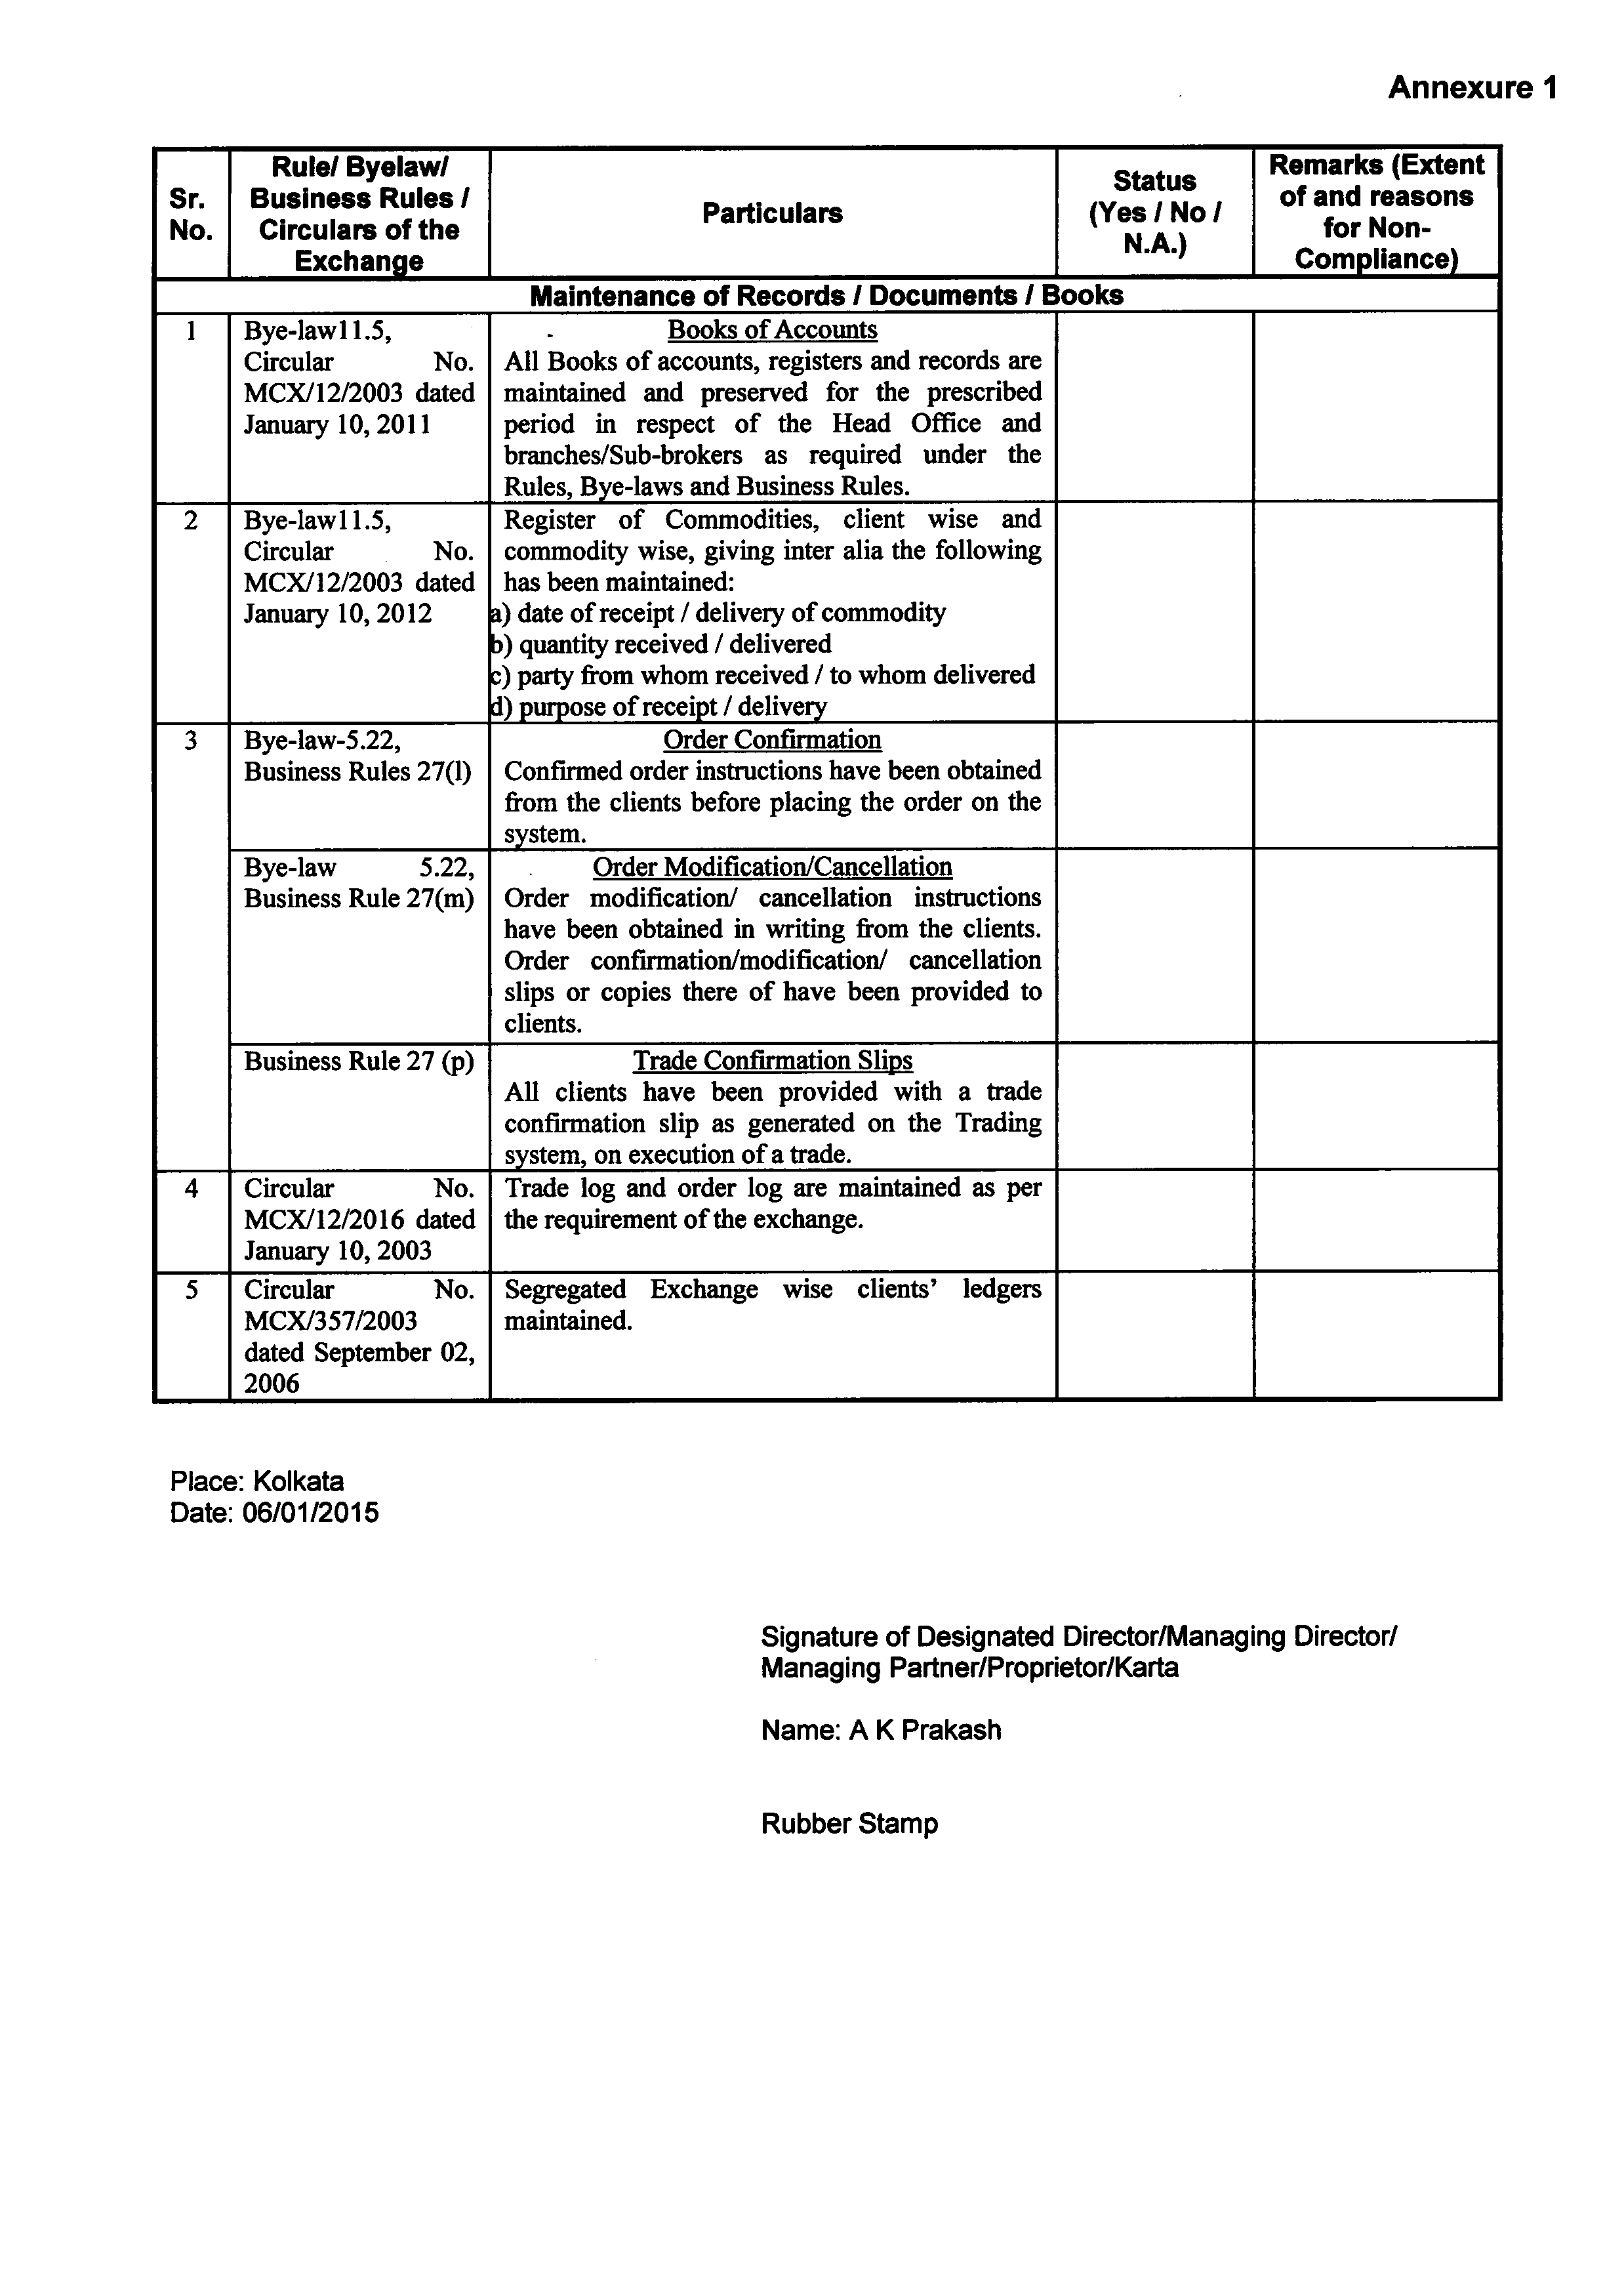 Annexure 1
Sr. No.
Rule/ Byelaw/
Business Rules /
Circulars of the
Exchange
Particulars
Status
(Yes / No /
N.A.)
Remarks (Extent
of and reasons
for Non-
Compliance)
Maintenance of Records / Documents / Books
1
Bye-law11.5,
Circular No.
MCX/12/2003 dated
January 10, 2011
Books of Accounts
All Books of accounts, registers and records are
maintained and preserved for the prescribed
period in respect of the Head Office and
branches/Sub-brokers as required under the
Rules, Bye-laws and Business Rules.
2
Bye-law11.5,
Circular No.
MCX/12/2003 dated
January 10, 2012
Register of Commodities, client wise and
commodity wise, giving inter alia the following
has been maintained:
a) date of receipt / delivery of commodity
b) quantity received / delivered
c) party from whom received / to whom delivered
d) purpose of receipt / delivery
3
Bye-law-5.22,
Business Rules 27(l)
Order Confirmation
Confirmed order instructions have been obtained
from the clients before placing the order on the
system.
Bye-law 5.22,
Business Rule 27(m)
Order Modification/Cancellation
Order modification/ cancellation instructions
have been obtained in writing from the clients.
Order confirmation/modification/ cancellation
slips or copies there of have been provided to
clients.
Business Rule 27 (p)
Trade Confirmation Slips
All clients have been provided with a trade
confirmation slip as generated on the Trading
system, on execution of a trade.
4
Circular No.
MCX/12/2016 dated
January 10, 2003
Trade log and order log are maintained as per
the requirement of the exchange.
5
Circular No.
MCX/357/2003
dated September 02,
2006
Segregated Exchange wise clients’ ledgers
maintained.
Place: Kolkata
Date: 06/01/2015
Signature of Designated Director/Managing Director/
Managing Partner/Proprietor/Karta
Name: A K Prakash
Rubber Stamp